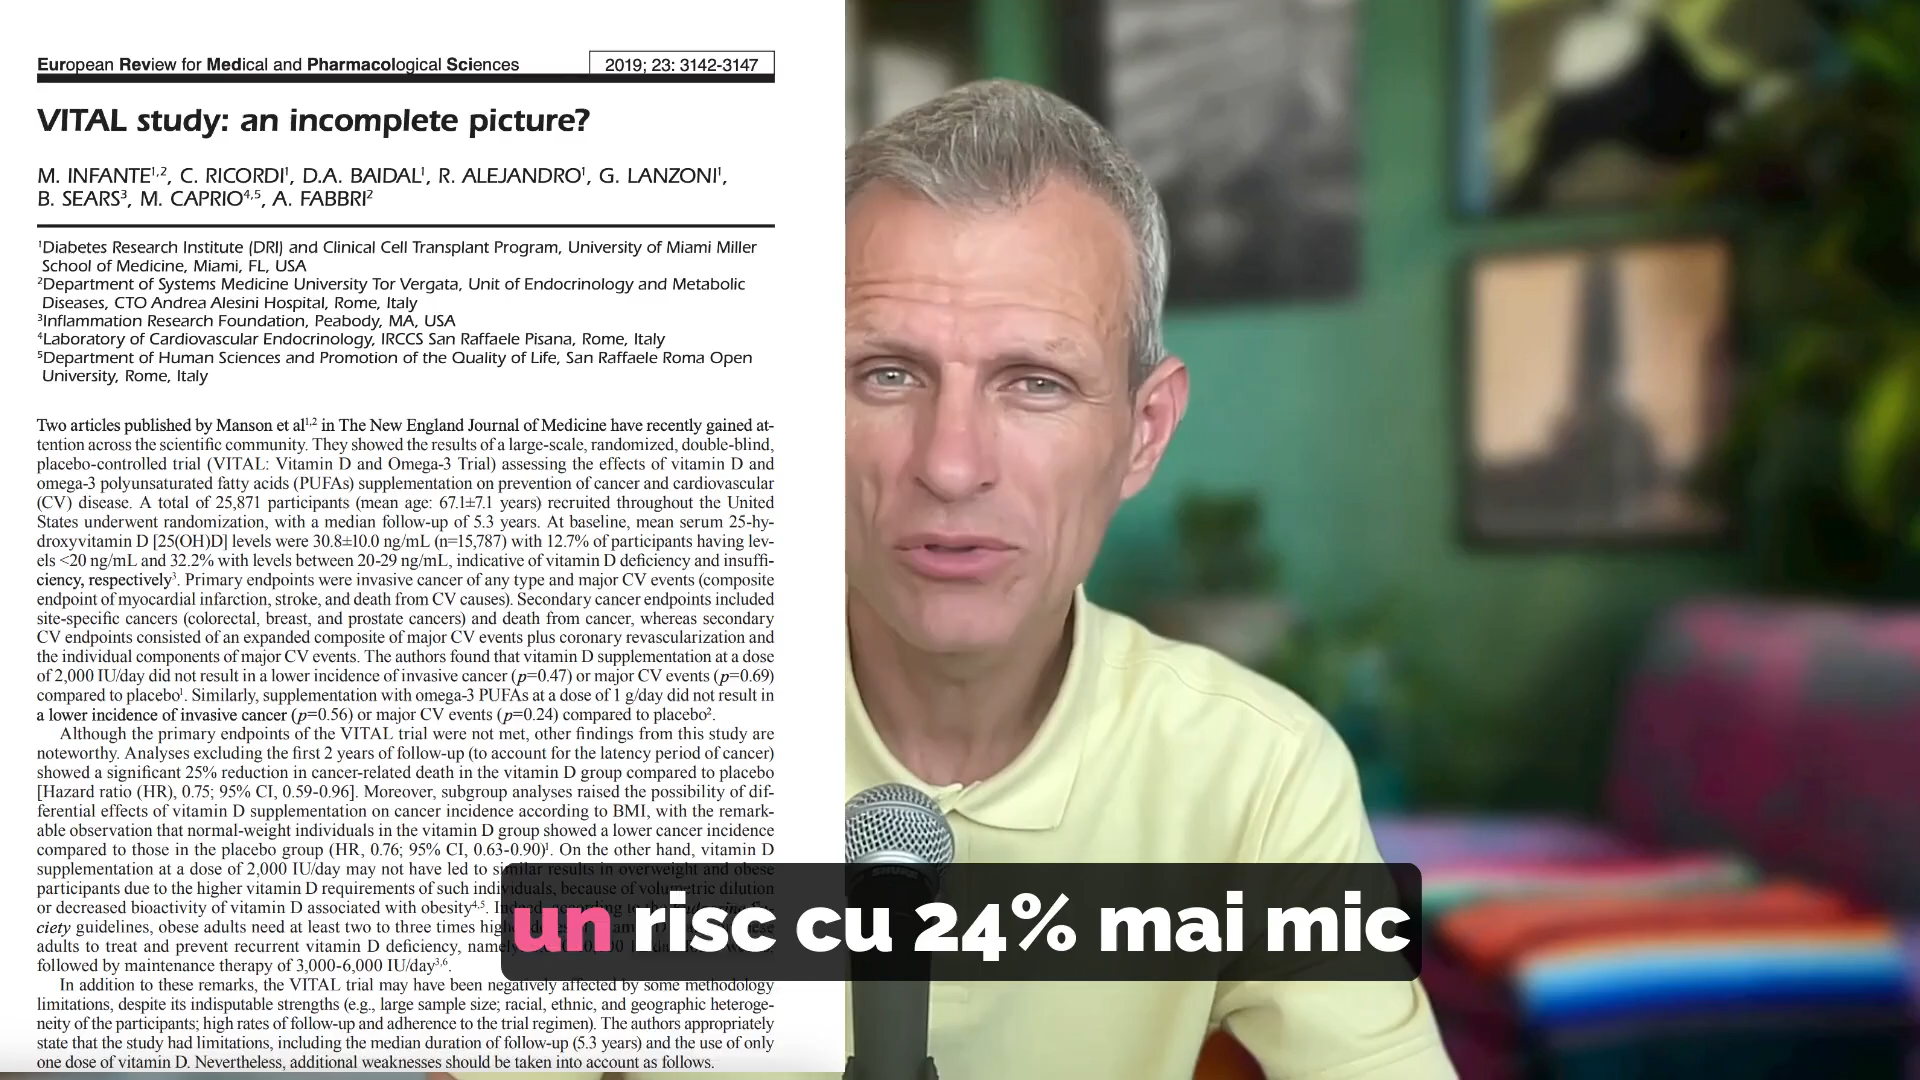 European Review for Medical and Pharmacological Sciences
2019; 23: 3142-3147
VITAL study: an incomplete picture?
M. INFANTE1,2, C. RICORDI1, D.A. BAIDAL1, R. ALEJANDRO1, G. LANZONI1,
B. SEARS3, M. CAPRIO4,5, A. FABBRI2
1Diabetes Research Institute (DRI) and Clinical Cell Transplant Program, University of Miami Miller
School of Medicine, Miami, FL, USA
2Department of Systems Medicine University Tor Vergata, Unit of Endocrinology and Metabolic
Diseases, CTO Andrea Alesini Hospital, Rome, Italy
3Inflammation Research Foundation, Peabody, MA, USA
4Laboratory of Cardiovascular Endocrinology, IRCCS San Raffaele Pisana, Rome, Italy
5Department of Human Sciences and Promotion of the Quality of Life, San Raffaele Roma Open
University, Rome, Italy
Two articles published by Manson et al1,2 in The New England Journal of Medicine have recently gained at-
tention across the scientific community. They showed the results of a large-scale, randomized, double-blind,
placebo-controlled trial (VITAL: Vitamin D and Omega-3 Trial) assessing the effects of vitamin D and
omega-3 polyunsaturated fatty acids (PUFAs) supplementation on prevention of cancer and cardiovascular
(CV) disease. A total of 25,871 participants (mean age: 67.1±7.1 years) recruited throughout the United
States underwent randomization, with a median follow-up of 5.3 years. At baseline, mean serum 25-hy-
droxyvitamin D [25(OH)D] levels were 30.8±10.0 ng/mL (n=15,787) with 12.7% of participants having lev-
els <20 ng/mL and 32.2% with levels between 20-29 ng/mL, indicative of vitamin D deficiency and insuffi-
ciency, respectively3. Primary endpoints were invasive cancer of any type and major CV events (composite
endpoint of myocardial infarction, stroke, and death from CV causes). Secondary cancer endpoints included
site-specific cancers (colorectal, breast, and prostate cancers) and death from cancer, whereas secondary
CV endpoints consisted of an expanded composite of major CV events plus coronary revascularization and
the individual components of major CV events. The authors found that vitamin D supplementation at a dose
of 2,000 IU/day did not result in a lower incidence of invasive cancer (p=0.47) or major CV events (p=0.69)
compared to placebo1. Similarly, supplementation with omega-3 PUFAs at a dose of 1 g/day did not result in
a lower incidence of invasive cancer (p=0.56) or major CV events (p=0.24) compared to placebo2.
Although the primary endpoints of the VITAL trial were not met, other findings from this study are
noteworthy. Analyses excluding the first 2 years of follow-up (to account for the latency period of cancer)
showed a significant 25% reduction in cancer-related death in the vitamin D group compared to placebo
[Hazard ratio (HR), 0.75; 95% CI, 0.59-0.96]. Moreover, subgroup analyses raised the possibility of dif-
ferential effects of vitamin D supplementation on cancer incidence according to BMI, with the remark-
able observation that normal-weight individuals in the vitamin D group showed a lower cancer incidence
compared to those in the placebo group (HR, 0.76; 95% CI, 0.63-0.90)1. On the other hand, vitamin D
supplementation at a dose of 2,000 IU/day may not have led to similar results in overweight and obese
participants due to the higher vitamin D requirements of such individuals, because of volumetric dilution
or decreased bioactivity of vitamin D associated with obesity4,5.
ciety guidelines, obese adults need at least two to three times
adults to treat and prevent recurrent vitamin D deficiency,
followed by maintenance therapy of 3,000-6,000 IU/day3,6.
In addition to these remarks, the VITAL trial may have been negatively affected by some methodology
limitations, despite its indisputable strengths (e.g., large sample size; racial, ethnic, and geographic heteroge-
neity of the participants; high rates of follow-up and adherence to the trial regimen). The authors appropriately
state that the study had limitations, including the median duration of follow-up (5.3 years) and the use of only
one dose of vitamin D. Nevertheless, additional weaknesses should be taken into account as follows.
un risc cu 24% mai mic